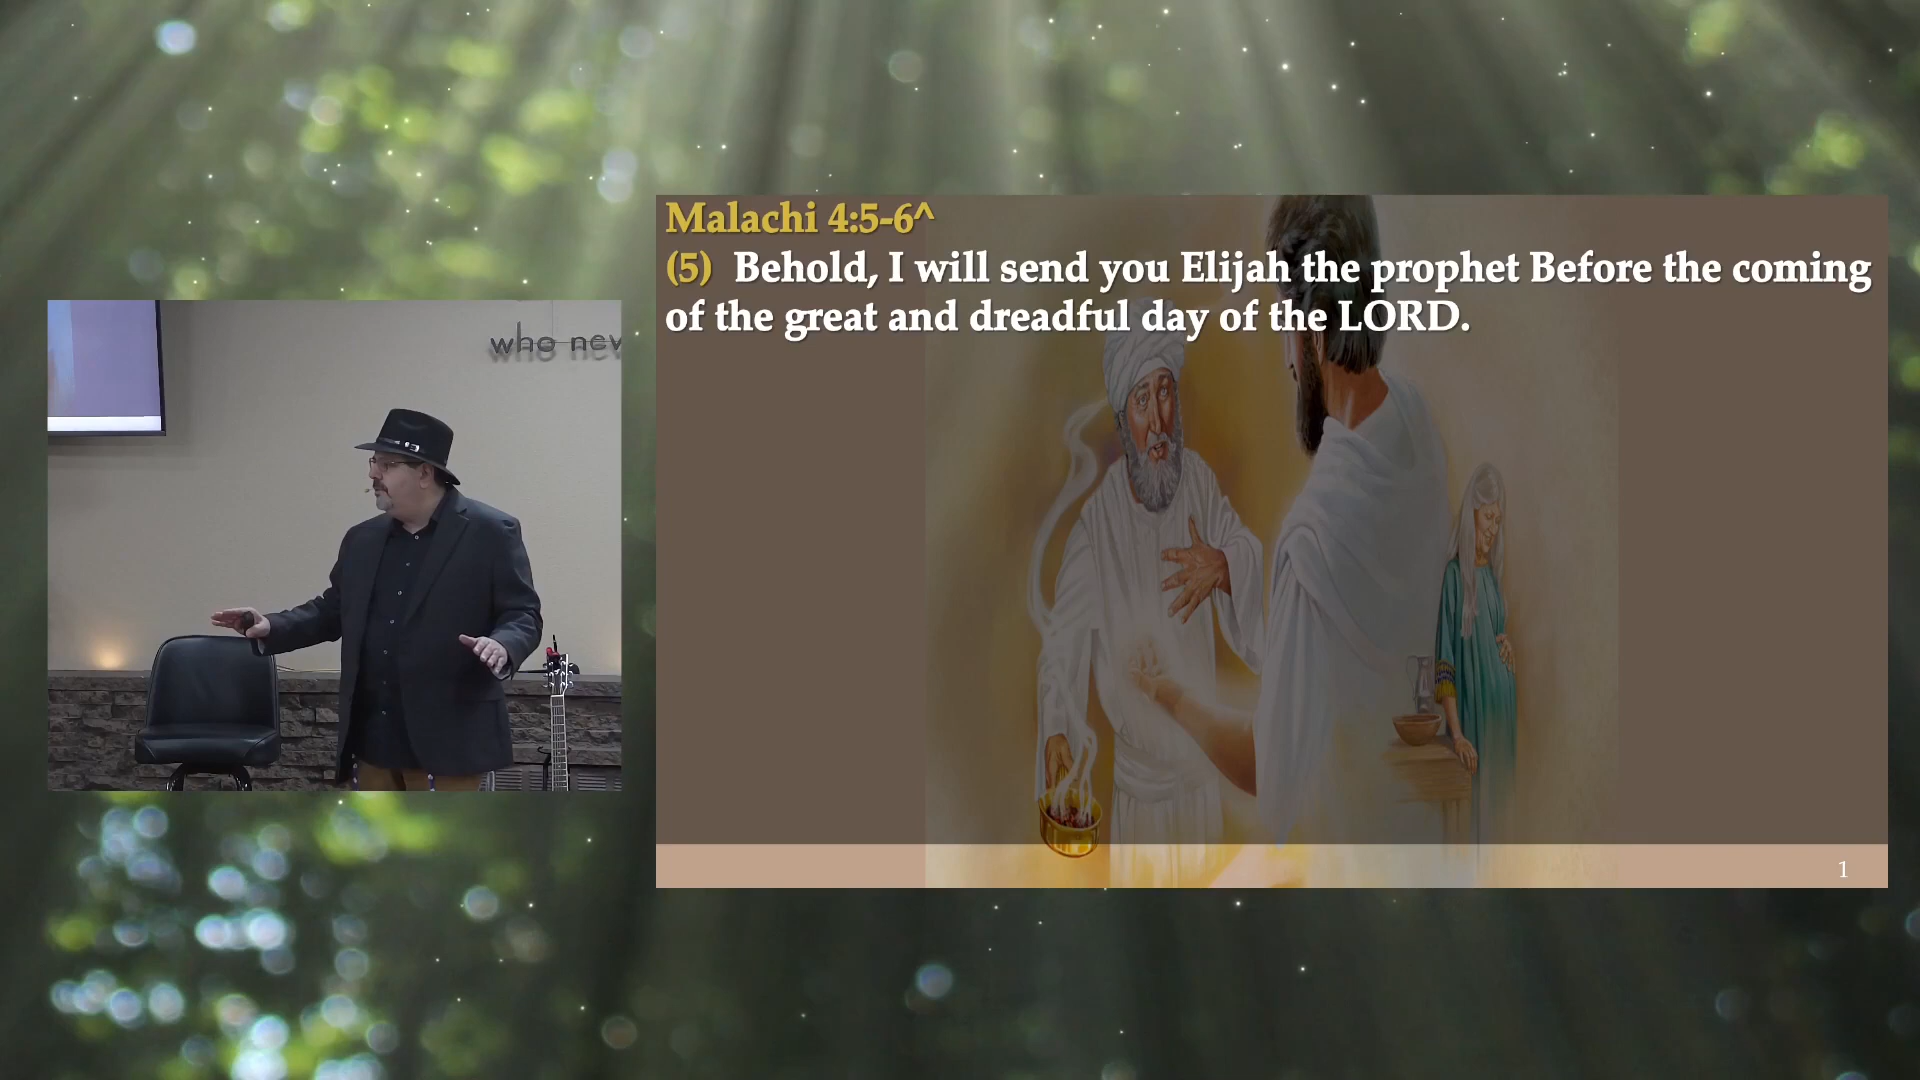 Malachi 4:5-6^
(5) Behold, I will send you Elijah the prophet Before the coming
of the great and dreadful day of the LORD.
who
1